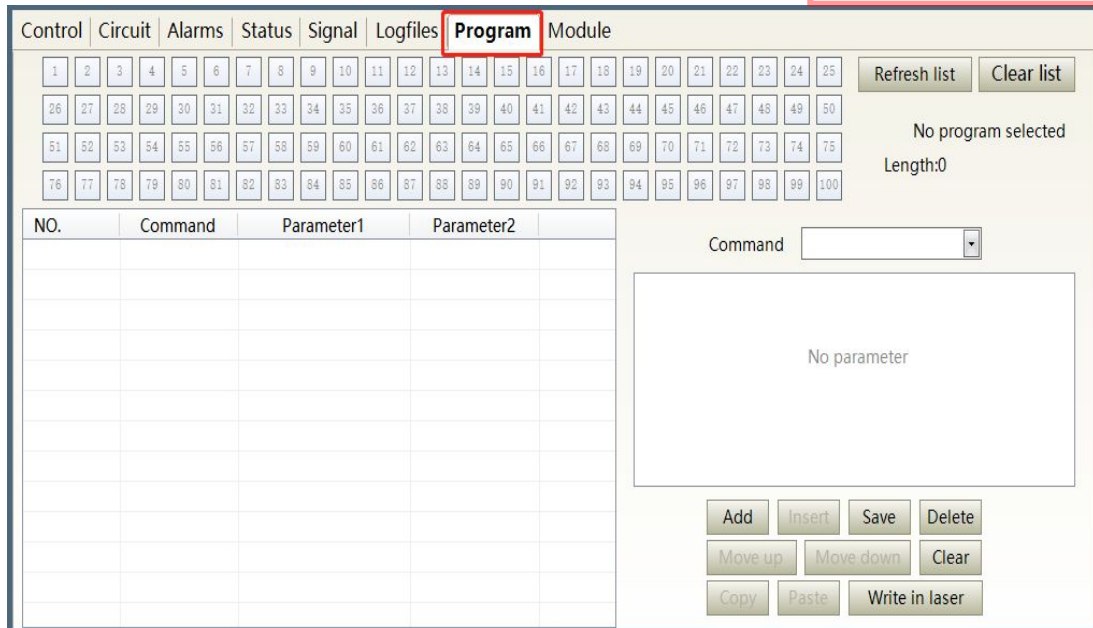 Control Circuit Alarms Status Signal Logfiles Program Module
1 2 3 4 5 6 7 8 9 10 11 12 13 14 15 16 17 18 19 20 21 22 23 24 25
Refresh list Clear list
26 27 28 29 30 31 32 33 34 35 36 37 38 39 40 41 42 43 44 45 46 47 48 49 50
No program selected
51 52 53 54 55 56 57 58 59 60 61 62 63 64 65 66 67 68 69 70 71 72 73 74 75
Length:0
76 77 78 79 80 81 82 83 84 85 86 87 88 89 90 91 92 93 94 95 96 97 98 99 100
NO. Command Parameter1 Parameter2
Command
No parameter
Add Insert Save Delete
Move up Move down Clear
Copy Paste Write in laser